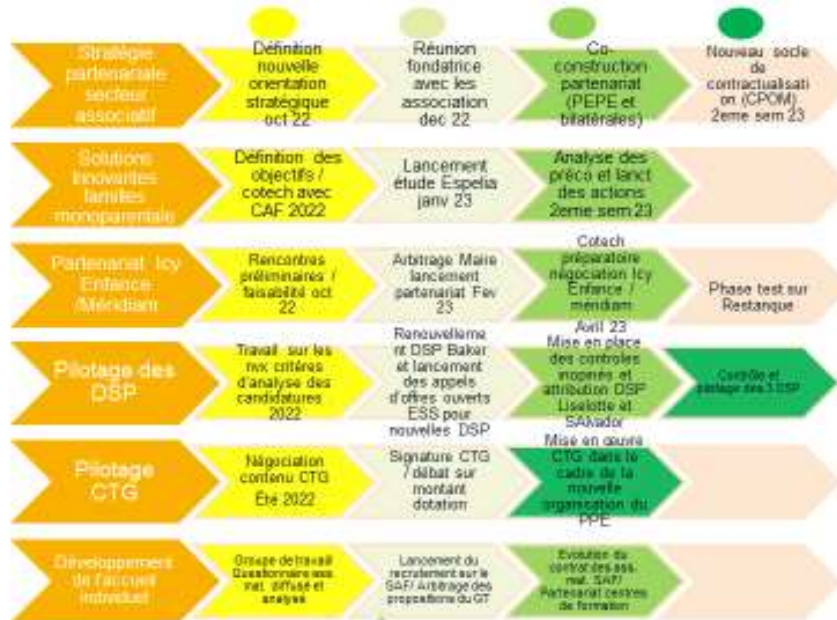 Stratégie
partenariale
secteur
associatif
Définition
nouvelle
orientation
stratégique
oct 22
Réunion
fondatrice
avec les
association
dec 22
Co-
construction
partenariat
(PEPE et
bilatérales)
Nouveau socle
de
contractualisati
on (CPOM)
2eme sem 23
Solutions
Innovantes
familles
monoparentale
Définition des
objectifs /
cotech avec
CAF 2022
Lancement
étude Espelia
janv 23
Analyse des
préco et lanct
des actions
2eme sem 23
Partenariat Icy
Enfance
/Méridiam
Rencontres
préliminaires /
faisabilité oct
22
Arbitrage Maire
lancement
partenariat Fev
23
Cotech
préparatoire
négociation Icy
Enfance /
méridiam
Avril 23
Phase test sur
Restanque
Pilotage des
DSP
Travail sur les
nvx critères
d'analyse des
candidatures
2022
Renouvelleme
nt DSP Baker
et lancement
des appels
d'offres ouverts
ESS pour
nouvelles DSP
Mise en place
des controles
inopinés et
attribution DSP
Liselotte et
SAlvador
Contrôle et
pilotage des 3 DSP
Pilotage
CTG
Négociation
contenu CTG
Été 2022
Signature CTG
/ débat sur
montant
dotation
Mise en œuvre
CTG dans le
cadre de la
nouvelle
organisation du
PPE
Développement
de l'accueil
individuel
Groupe de travail
Questionnaire ass.
mat. diffusé et
analysé
Lancement du
recrutement sur le
SAF/ Arbitrage des
propositions du GT
Evolution du
contrat des ass.
mat. SAF/
Partenariat centres
de formation